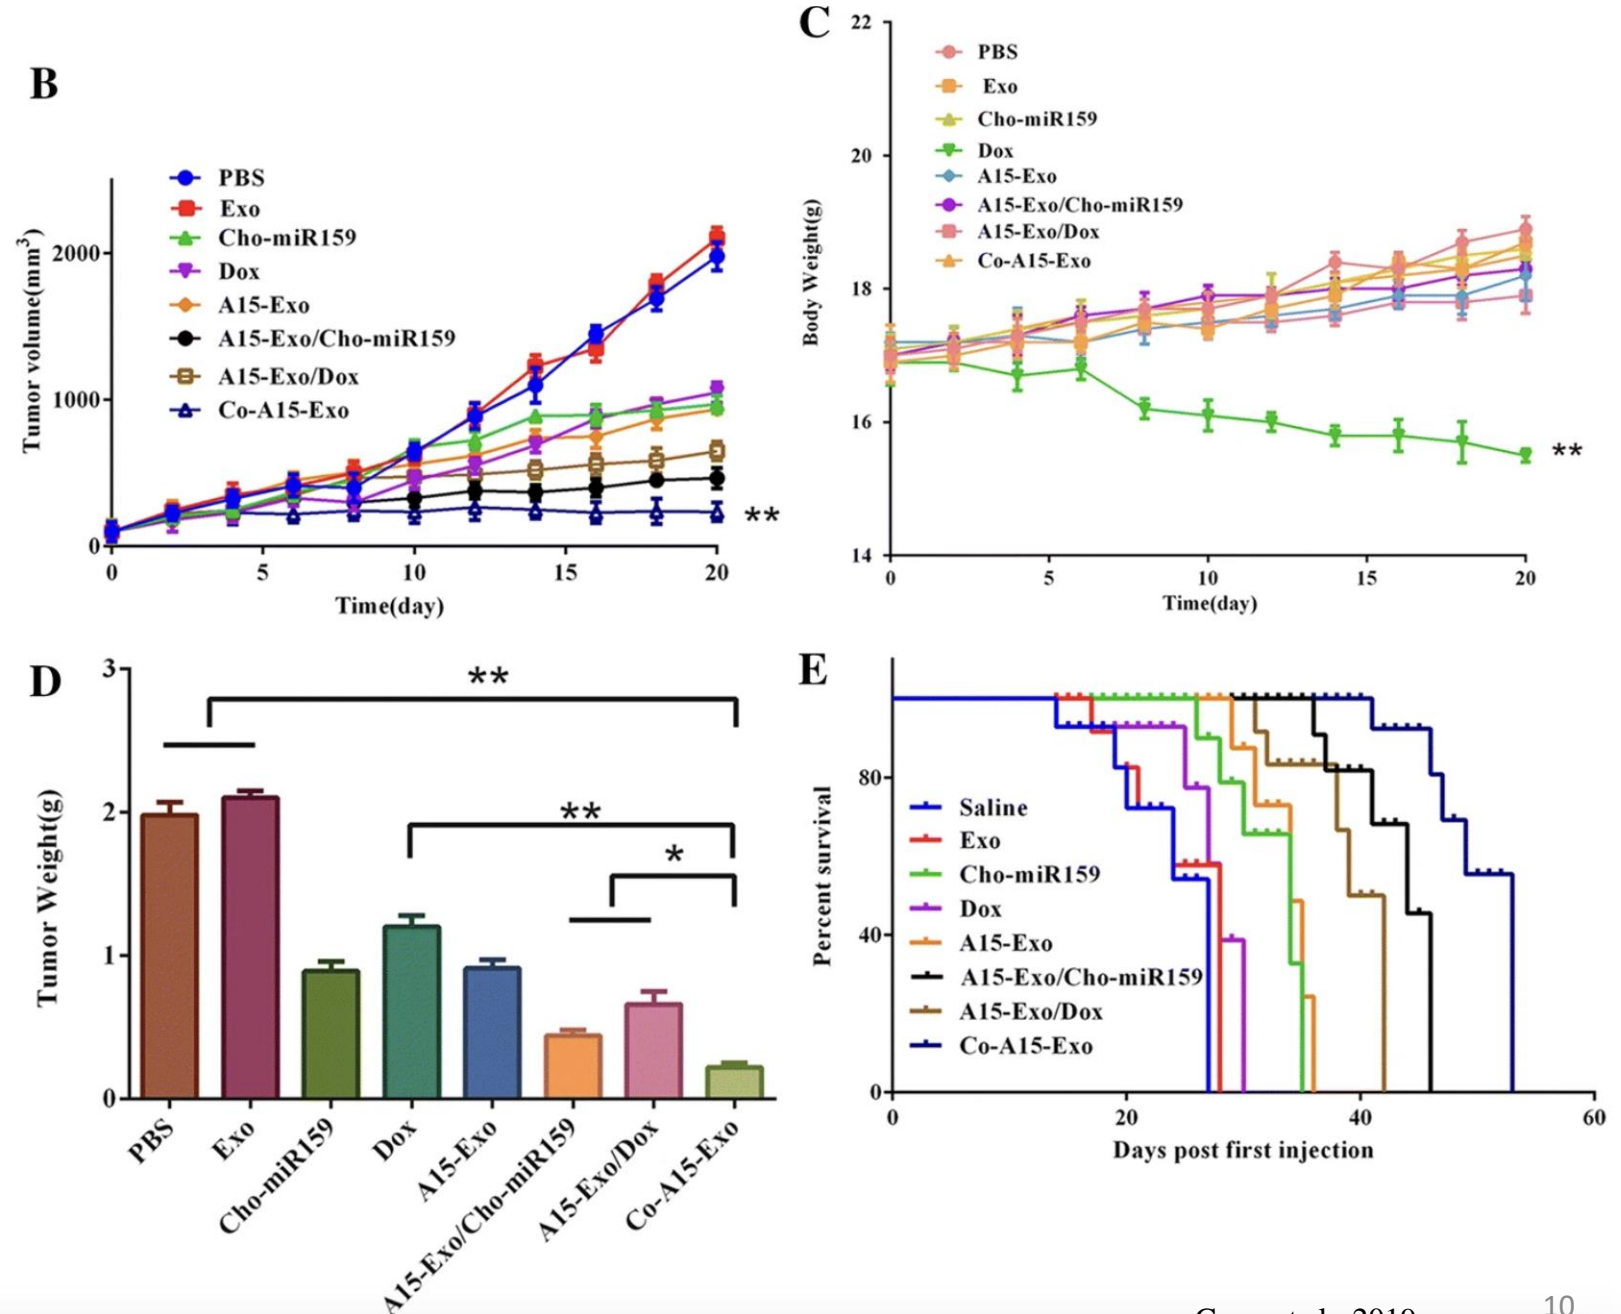 B
Tumor volume(mm3)
2000
1000
0
PBS
Exo
Cho-miR159
Dox
A15-Exo
A15-Exo/Cho-miR159
A15-Exo/Dox
Co-A15-Exo
**
0 5 10 15 20
Time(day)
C
Body Weight(g)
22
20
18
16
14
PBS
Exo
Cho-miR159
Dox
A15-Exo
A15-Exo/Cho-miR159
A15-Exo/Dox
Co-A15-Exo
**
0 5 10 15 20
Time(day)
D
Tumor Weight(g)
3
2
1
0
**
**
*
PBS
Exo
Cho-miR159
Dox
A15-Exo
A15-Exo/Cho-miR159
A15-Exo/Dox
Co-A15-Exo
E
Percent survival
80
40
0
Saline
Exo
Cho-miR159
Dox
A15-Exo
A15-Exo/Cho-miR159
A15-Exo/Dox
Co-A15-Exo
0 20 40 60
Days post first injection
2019
10